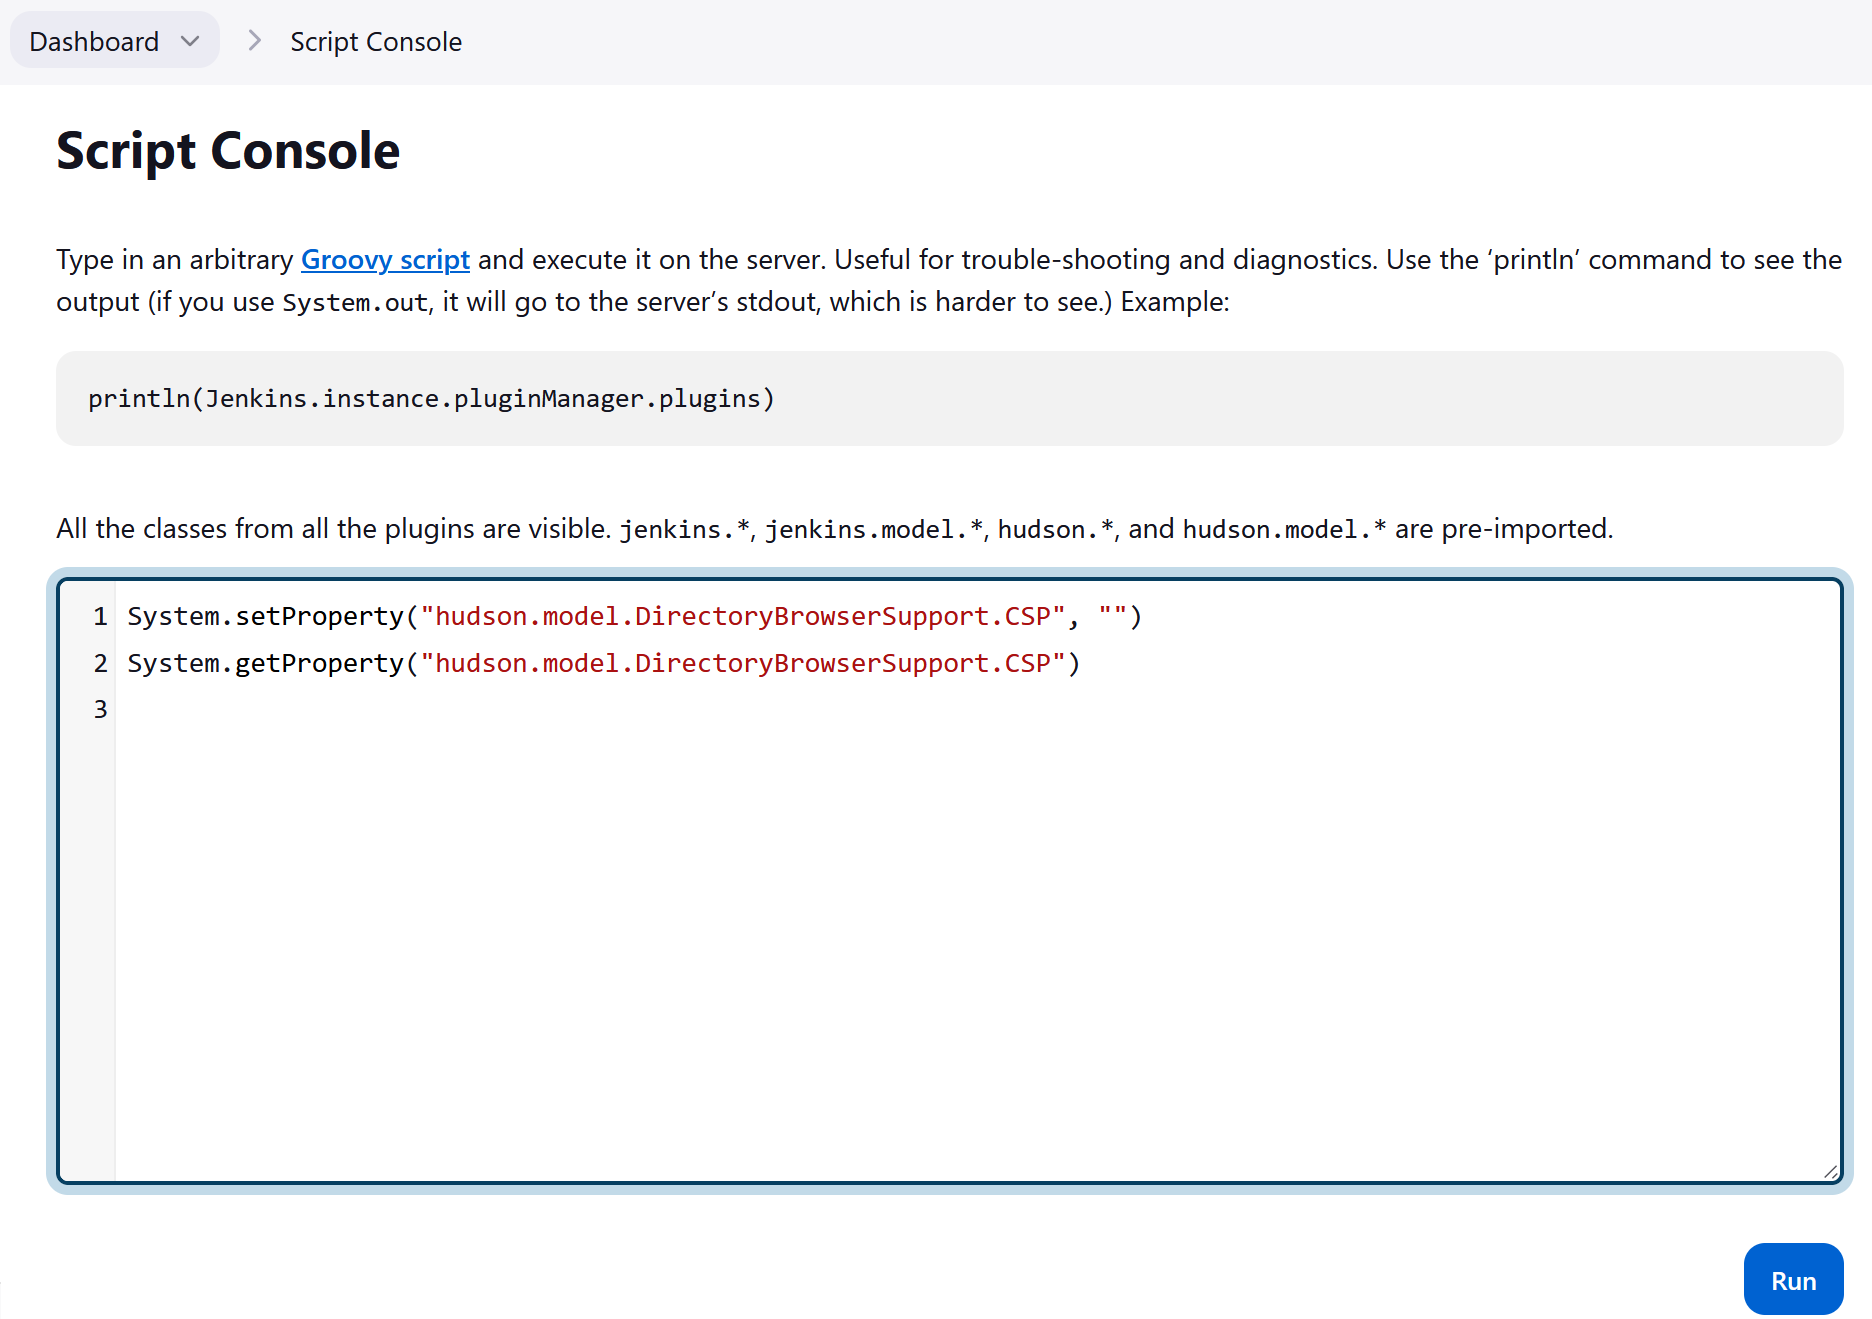 Dashboard
Script Console
Script Console
Type in an arbitrary Groovy script and execute it on the server. Useful for trouble-shooting and diagnostics. Use the ‘println’ command to see the
output (if you use System.out, it will go to the server’s stdout, which is harder to see.) Example:
println(Jenkins.instance.pluginManager.plugins)
All the classes from all the plugins are visible. jenkins.*, jenkins.model.*, hudson.*, and hudson.model.* are pre-imported.
1 System.setProperty("hudson.model.DirectoryBrowserSupport.CSP", "")
2 System.getProperty("hudson.model.DirectoryBrowserSupport.CSP")
3
Run